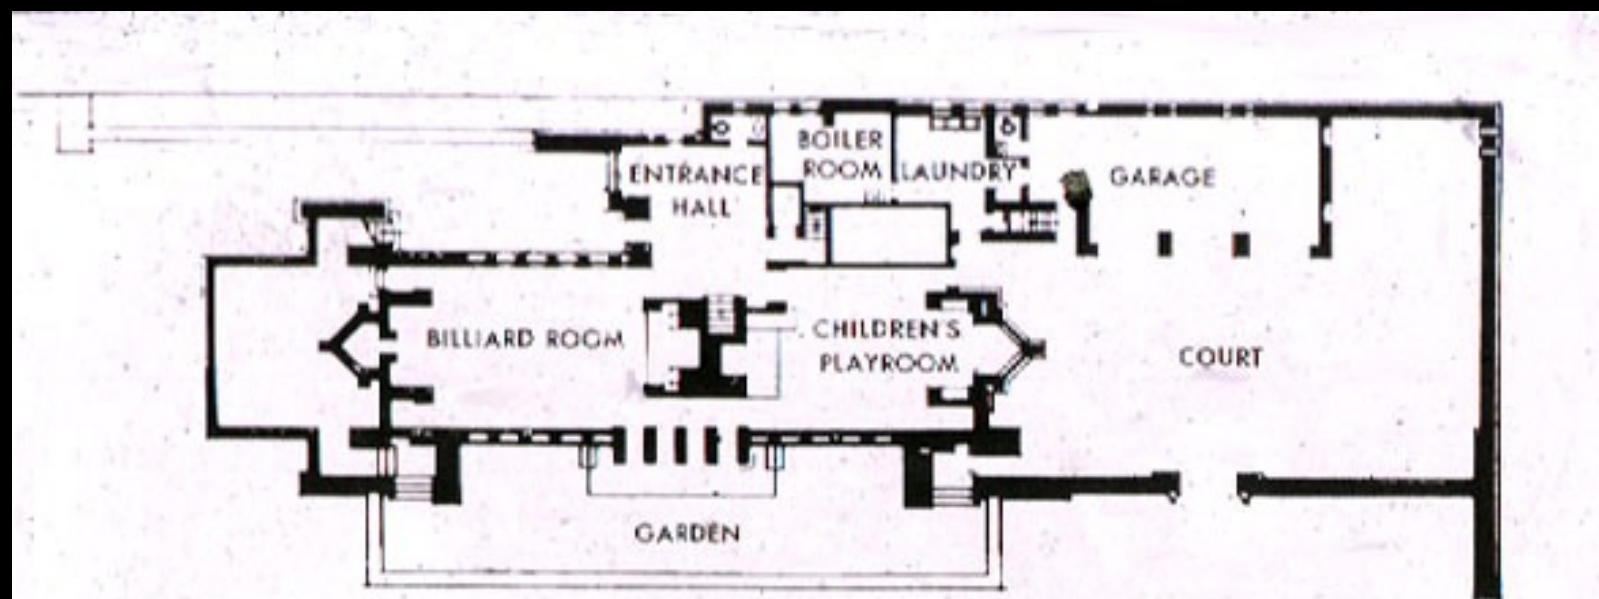 BOILER
ROOM
ENTRANCE
HALL
LAUNDRY
GARAGE
BILLIARD ROOM
CHILDREN'S
PLAYROOM
COURT
GARDEN